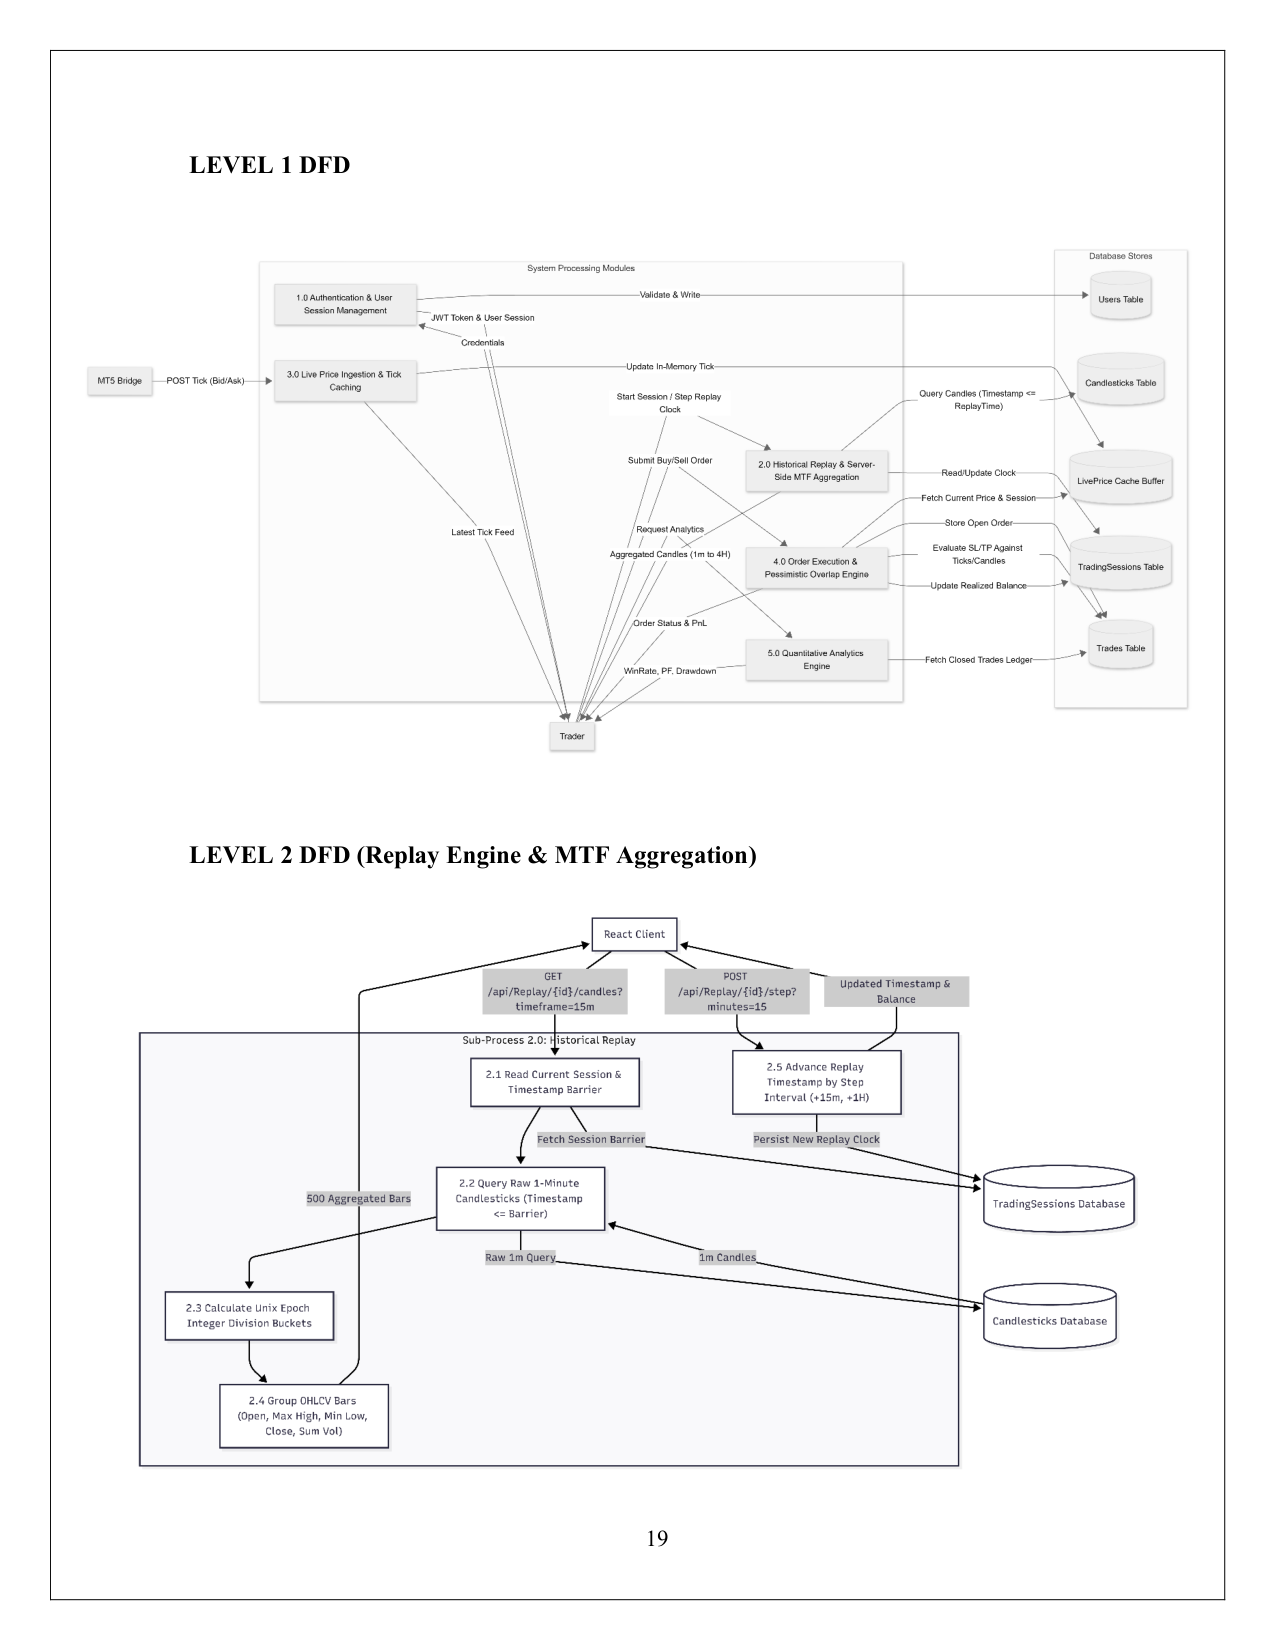 LEVEL 1 DFD
System Processing Modules
Database Stores
1.0 Authentication & User
Session Management
Validate & Write
Users Table
JWT Token & User Session
Credentials
MT5 Bridge
POST Tick (Bid/Ask)
3.0 Live Price Ingestion & Tick
Caching
Update In-Memory Tick
Candlesticks Table
Start Session / Step Replay
Clock
Query Candles (Timestamp <=
ReplayTime)
Submit Buy/Sell Order
2.0 Historical Replay & Server-
Side MTF Aggregation
Read/Update Clock
LivePrice Cache Buffer
Fetch Current Price & Session
Latest Tick Feed
Request Analytics
Store Open Order
Aggregated Candles (1m to 4H)
4.0 Order Execution &
Pessimistic Overlap Engine
Evaluate SL/TP Against
Ticks/Candles
TradingSessions Table
Update Realized Balance
Order Status & PnL
5.0 Quantitative Analytics
Engine
Fetch Closed Trades Ledger
Trades Table
WinRate, PF, Drawdown
Trader
LEVEL 2 DFD (Replay Engine & MTF Aggregation)
React Client
GET
/api/Replay/{id}/candles?
timeframe=15m
POST
/api/Replay/{id}/step?
minutes=15
Updated Timestamp &
Balance
Sub-Process 2.0: Historical Replay
2.1 Read Current Session &
Timestamp Barrier
2.5 Advance Replay
Timestamp by Step
Interval (+15m, +1H)
Fetch Session Barrier
Persist New Replay Clock
2.2 Query Raw 1-Minute
Candlesticks (Timestamp
<= Barrier)
500 Aggregated Bars
TradingSessions Database
Raw 1m Query
1m Candles
2.3 Calculate Unix Epoch
Integer Division Buckets
Candlesticks Database
2.4 Group OHLCV Bars
(Open, Max High, Min Low,
Close, Sum Vol)
19